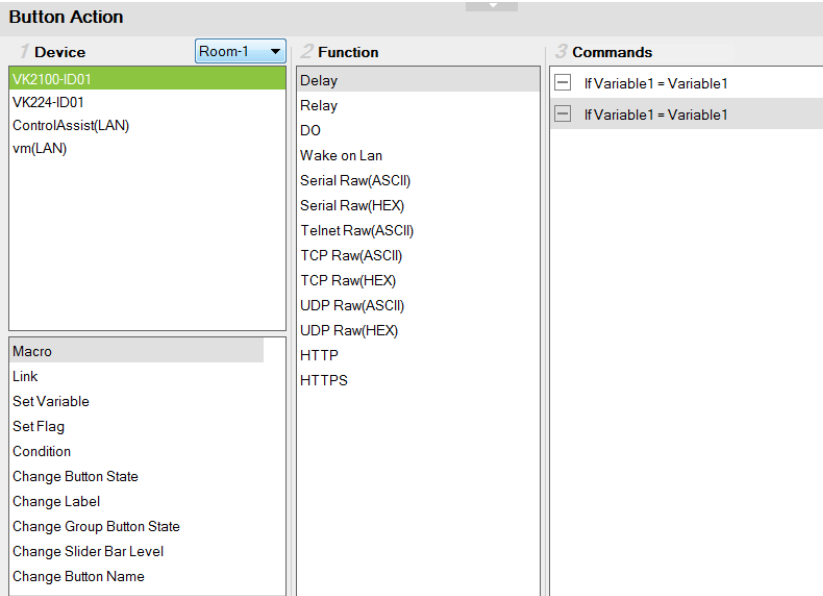 Button Action
1 Device
Room-1
VK2100-ID01
VK224-ID01
ControlAssist(LAN)
vm(LAN)
Macro
Link
Set Variable
Set Flag
Condition
Change Button State
Change Label
Change Group Button State
Change Slider Bar Level
Change Button Name
2 Function
Delay
Relay
DO
Wake on Lan
Serial Raw(ASCII)
Serial Raw(HEX)
Telnet Raw(ASCII)
TCP Raw(ASCII)
TCP Raw(HEX)
UDP Raw(ASCII)
UDP Raw(HEX)
HTTP
HTTPS
3 Commands
If Variable1 = Variable1
If Variable1 = Variable1